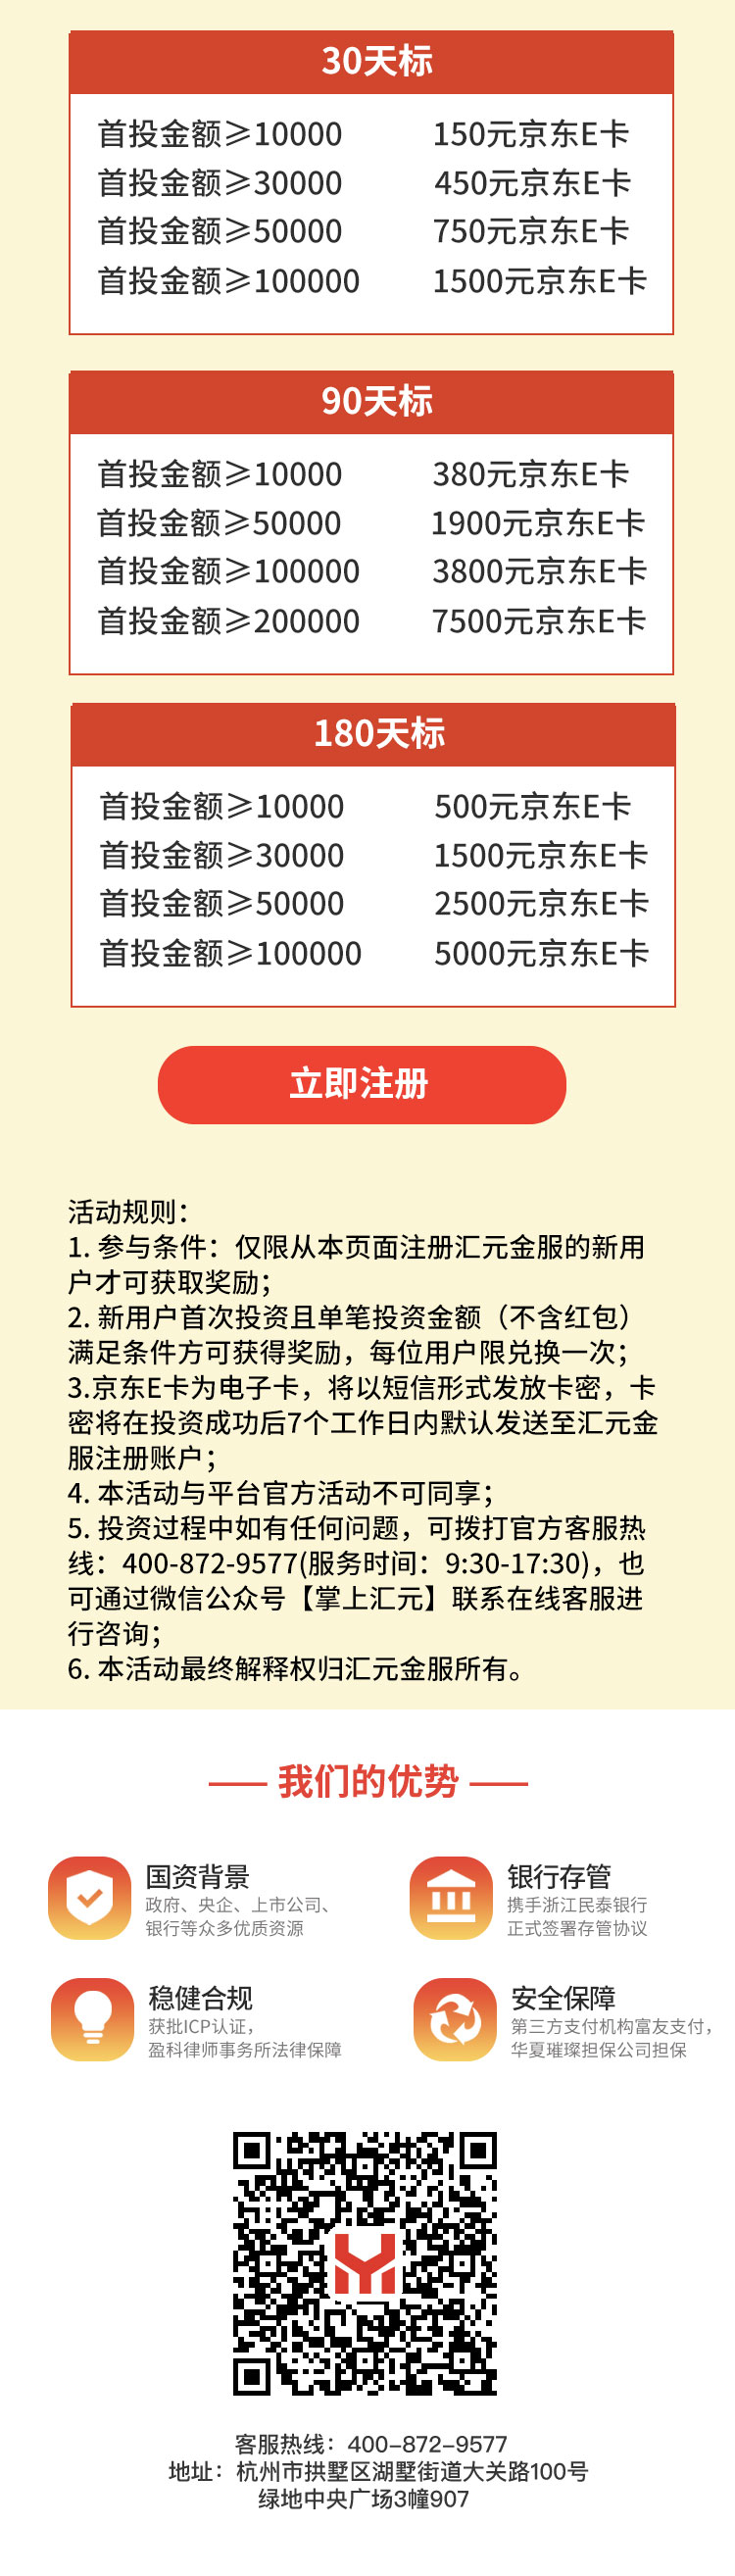 30天标
首投金额≥10000 150元京东E卡
首投金额≥30000 450元京东E卡
首投金额≥50000 750元京东E卡
首投金额≥100000 1500元京东E卡
90天标
首投金额≥10000 380元京东E卡
首投金额≥50000 1900元京东E卡
首投金额≥100000 3800元京东E卡
首投金额≥200000 7500元京东E卡
180天标
首投金额≥10000 500元京东E卡
首投金额≥30000 1500元京东E卡
首投金额≥50000 2500元京东E卡
首投金额≥100000 5000元京东E卡
立即注册
活动规则：
1. 参与条件：仅限从本页面注册汇元金服的新用
户才可获取奖励；
2. 新用户首次投资且单笔投资金额（不含红包）
满足条件方可获得奖励，每位用户限兑换一次；
3.京东E卡为电子卡，将以短信形式发放卡密，卡
密将在投资成功后7个工作日内默认发送至汇元金
服注册账户；
4. 本活动与平台官方活动不可同享；
5. 投资过程中如有任何问题，可拨打官方客服热
线：400-872-9577(服务时间：9:30-17:30)，也
可通过微信公众号【掌上汇元】联系在线客服进
行咨询；
6. 本活动最终解释权归汇元金服所有。
我们的优势
国资背景
政府、央企、上市公司、
银行等众多优质资源
银行存管
携手浙江民泰银行
正式签署存管协议
稳健合规
获批ICP认证，
盈科律师事务所法律保障
安全保障
第三方支付机构富友支付，
华夏璀璨担保公司担保
客服热线：400-872-9577
地址：杭州市拱墅区湖墅街道大关路100号
绿地中央广场3幢907